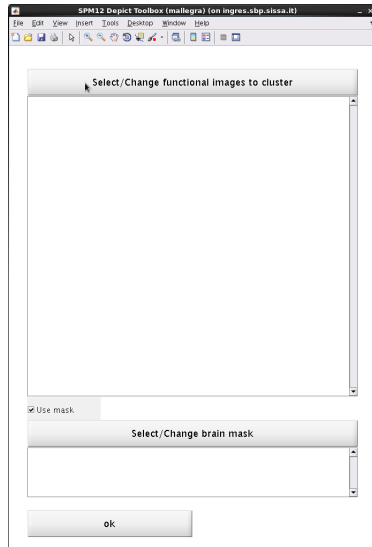 SPM12 Depict Toolbox (mallegra) (on ingres.sbp.sissa.it)
File Edit View Insert Tools Desktop Window Help
Select/Change functional images to cluster
Use mask
Select/Change brain mask
ok